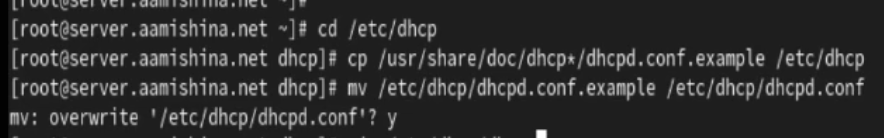 [root@server.aamishina.net ~]#
[root@server.aamishina.net ~]# cd /etc/dhcp
[root@server.aamishina.net dhcp]# cp /usr/share/doc/dhcp*/dhcpd.conf.example /etc/dhcp
[root@server.aamishina.net dhcp]# mv /etc/dhcp/dhcpd.conf.example /etc/dhcp/dhcpd.conf
mv: overwrite '/etc/dhcp/dhcpd.conf'? y